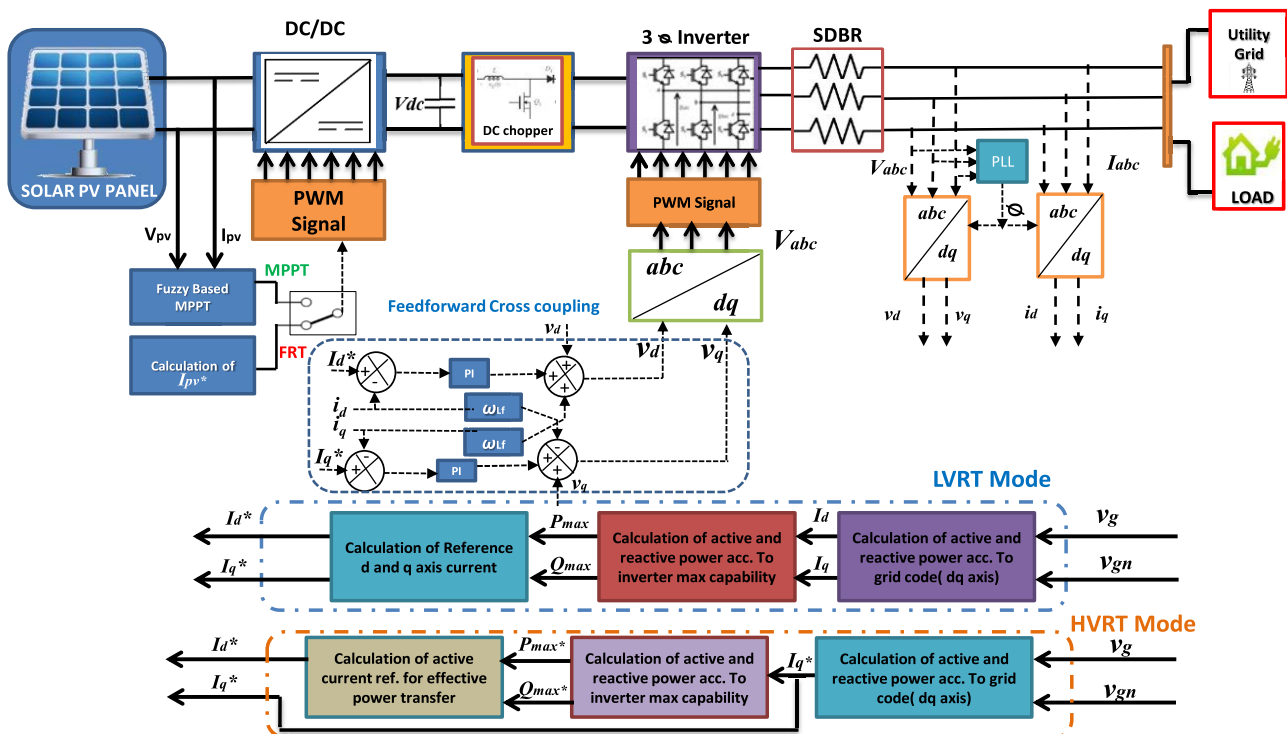 DC/DC
3 ⌀ Inverter
SDBR
Utility
Grid
Vdc
DC chopper
SOLAR PV PANEL
PWM
Signal
PWM Signal
Vabc
PLL
Iabc
LOAD
abc
dq
Ø
abc
dq
Vpv
Ipv
MPPT
Fuzzy Based
MPPT
FRT
Calculation of
Ipv*
Vabc
abc
dq
vd
vq
id
iq
Feedforward Cross coupling
vd
vd
vq
Id*
+
-
PI
+
+
+
id
ωLf
iq
ωLf
Iq*
+
-
PI
+
-
+
vq
LVRT Mode
Id*
Iq*
Calculation of Reference
d and q axis current
Pmax
Qmax
Calculation of active and
reactive power acc. To
inverter max capability
Id
Iq
Calculation of active and
reactive power acc. To
grid code( dq axis)
vg
vgn
HVRT Mode
Id*
Iq*
Calculation of active
current ref. for effective
power transfer
Pmax*
Qmax*
Calculation of active and
reactive power acc. To
inverter max capability
Iq*
Calculation of active and
reactive power acc. To grid
code( dq axis)
vg
vgn